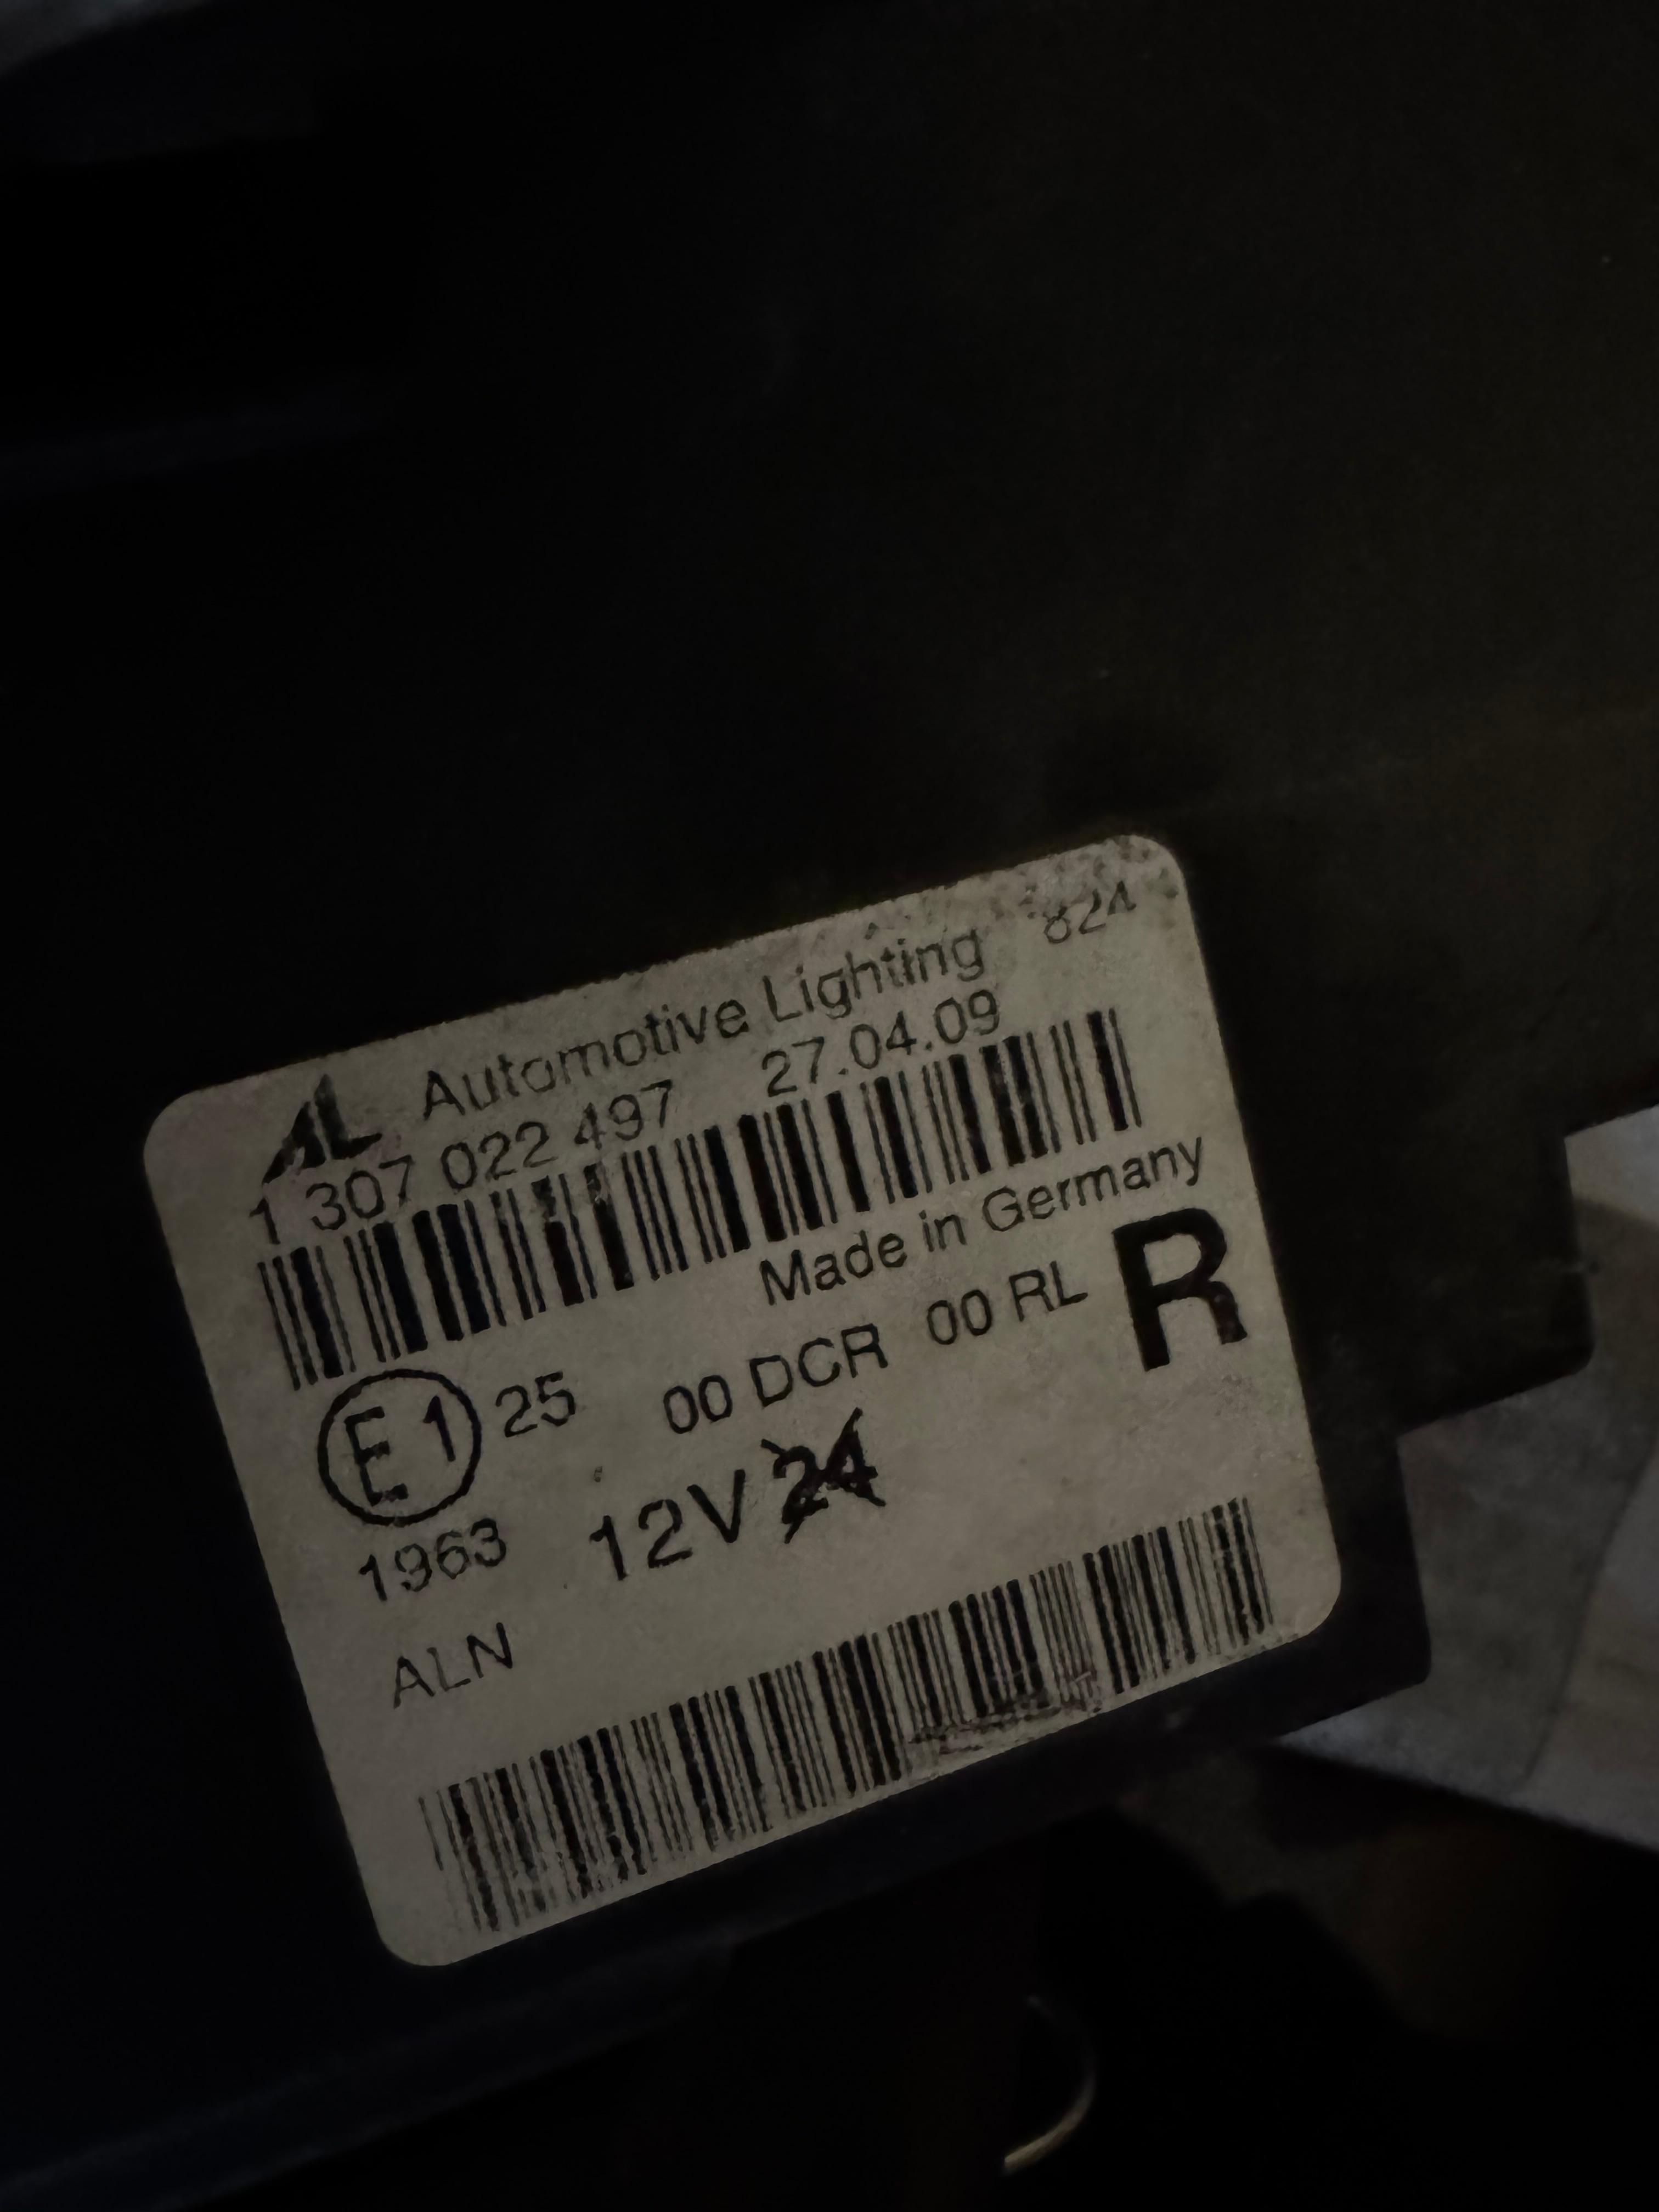 AL Automotive Lighting 824
1 307 022 497 27.04.09
Made in Germany
E1 25 00 DCR 00 RL R
1963 12V 24
ALN